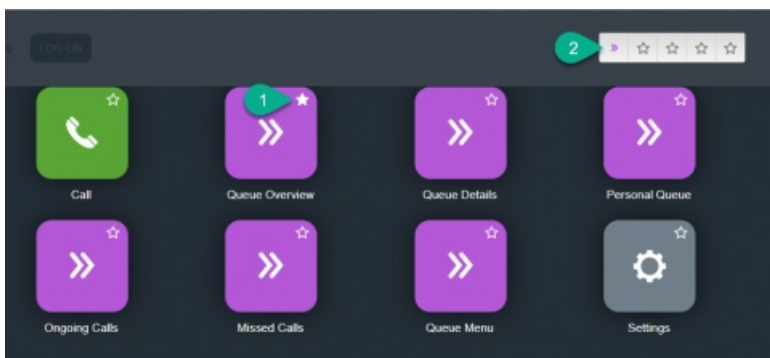 LOG ON
2
1
Call
Queue Overview
Queue Details
Personal Queue
Ongoing Calls
Missed Calls
Queue Menu
Settings